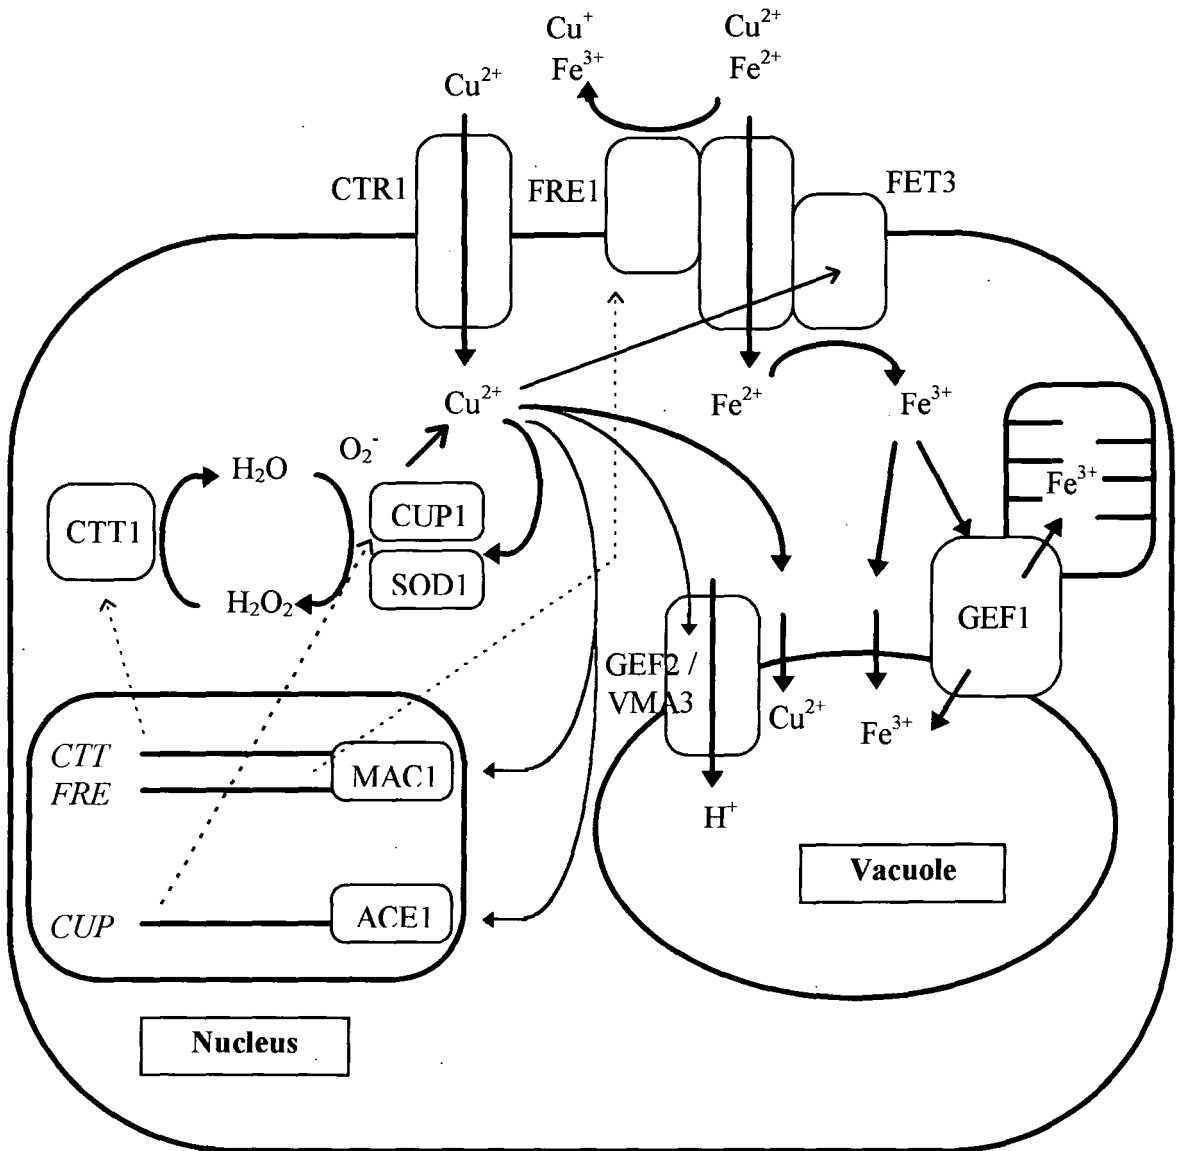 Cu⁺
Cu²⁺
Fe³⁺
Fe²⁺
Cu²⁺
CTR1
FRE1
FET3
Cu²⁺
Fe²⁺
Fe³⁺
O₂⁻
H₂O
CUP1
CTT1
SOD1
H₂O₂
Fe³⁺
GEF1
GEF2 /
VMA3
Cu²⁺
Fe³⁺
H⁺
CTT
FRE
MAC1
CUP
ACE1
Vacuole
Nucleus